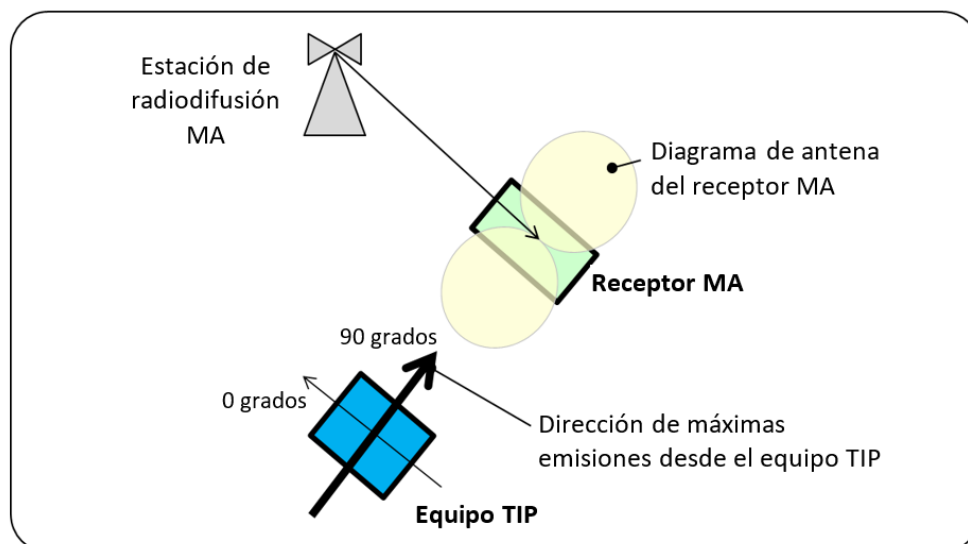 Estación de
radiodifusión
MA
Diagrama de antena
del receptor MA
Receptor MA
90 grados
0 grados
Dirección de máximas
emisiones desde el equipo TIP
Equipo TIP